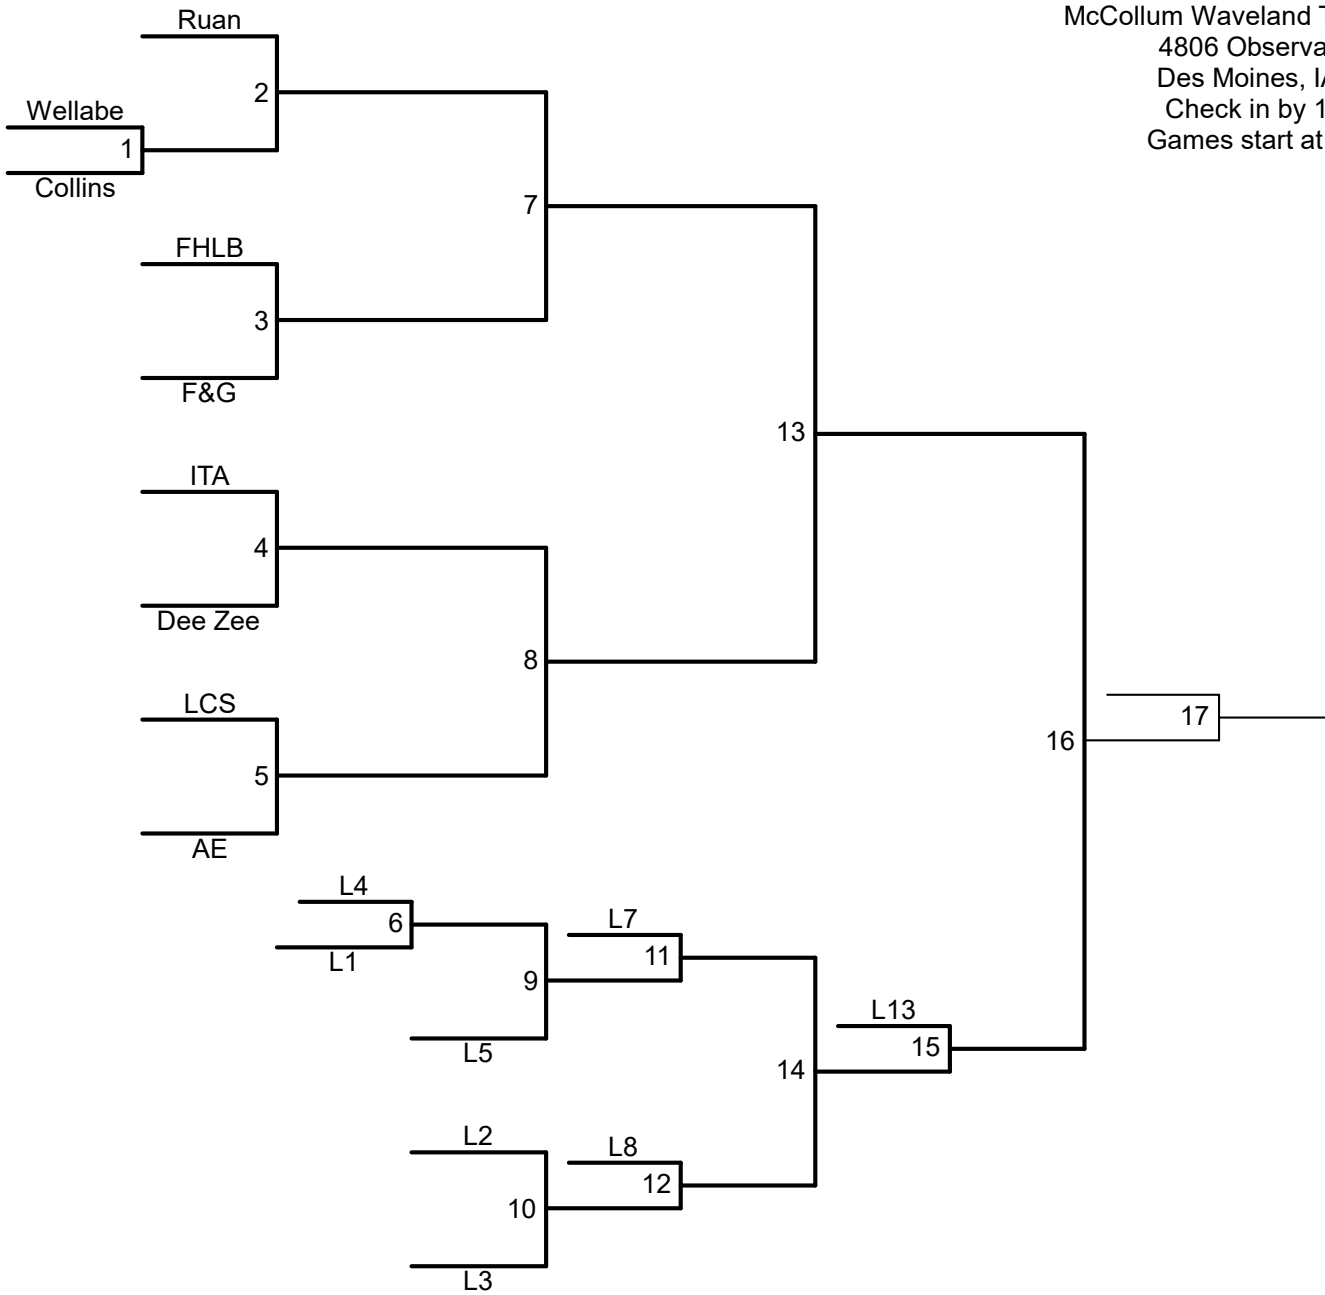 Ruan
McCollum Waveland
4806
Des Moines,
Check in by
Games start at
2
Wellabe
1
Collins
7
FHLB
3
F&G
13
ITA
4
Dee Zee
8
LCS
17
16
5
AE
L4
6
L7
L1
11
9
L13
15
L5
14
L2
L8
12
10
L3